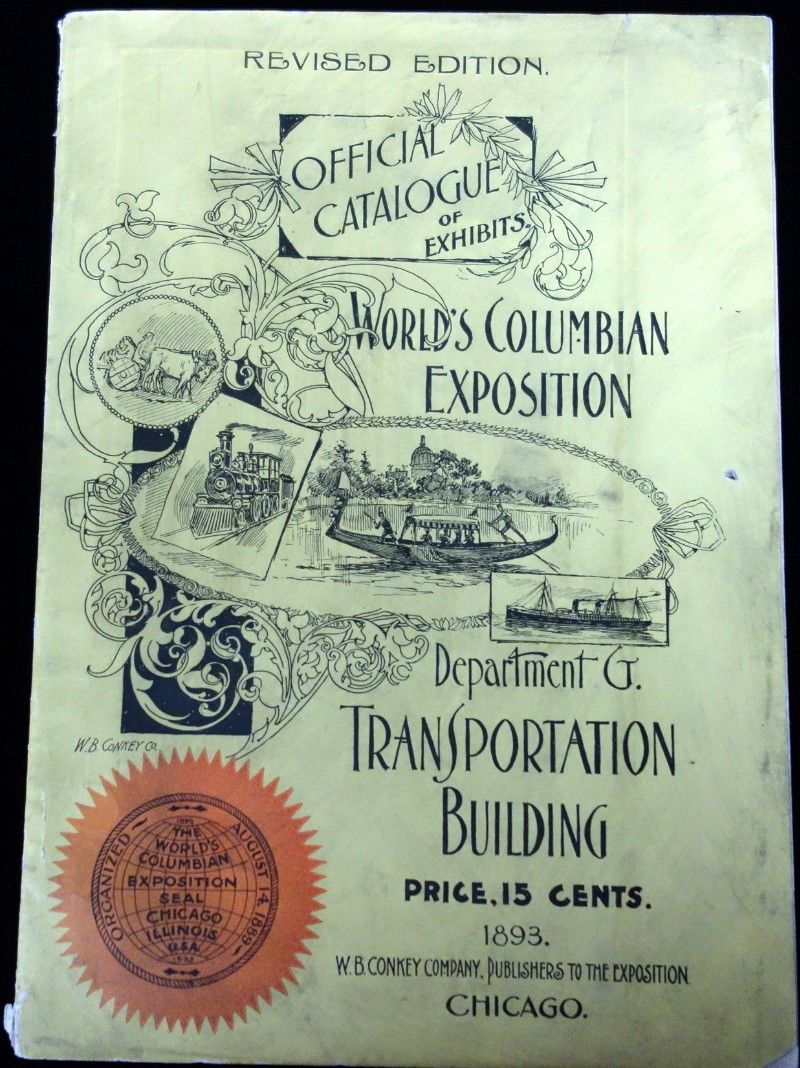 REVISED EDITION.
OFFICIAL
CATALOGUE
OF
EXHIBITS.
WORLD'S COLUMBIAN
EXPOSITION
Department G.
TRANSPORTATION
BUILDING
PRICE, 15 CENTS.
1893.
W. B. CONKEY COMPANY, PUBLISHERS TO THE EXPOSITION
CHICAGO.
W. B. CONKEY CO.
ORGANIZED AUGUST 14, 1889
THE
WORLD'S
COLUMBIAN
EXPOSITION
SEAL
CHICAGO
ILLINOIS
U.S.A.